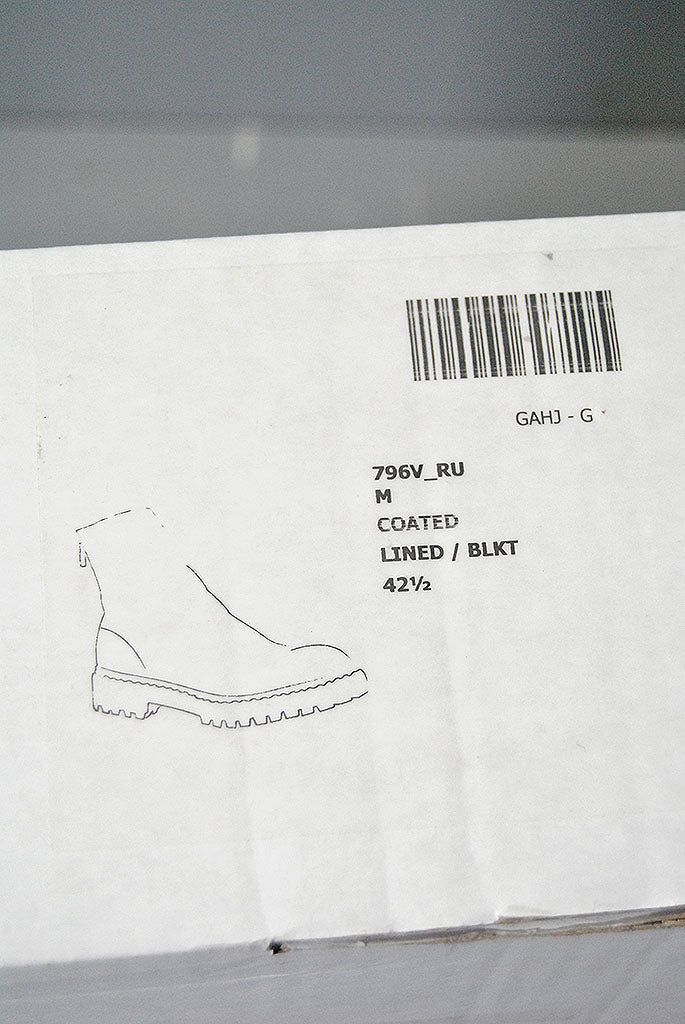 GAHJ - G
796V_RU
M
COATED
LINED / BLKT
42½